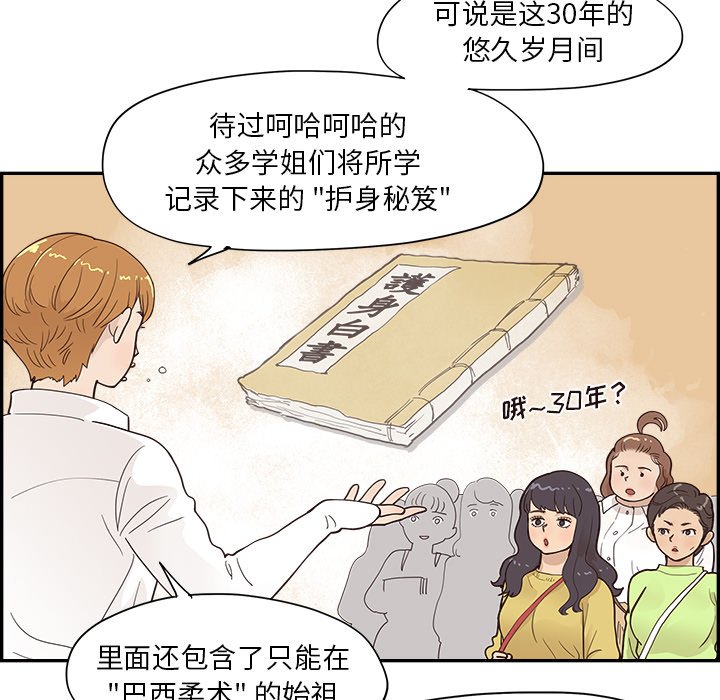 可说是这30年的
悠久岁月间
待过呵哈呵哈的
众多学姐们将所学
记录下来的 "护身秘笈"
護身白書
哦~30年?
里面还包含了只能在
"巴西柔术" 的始祖